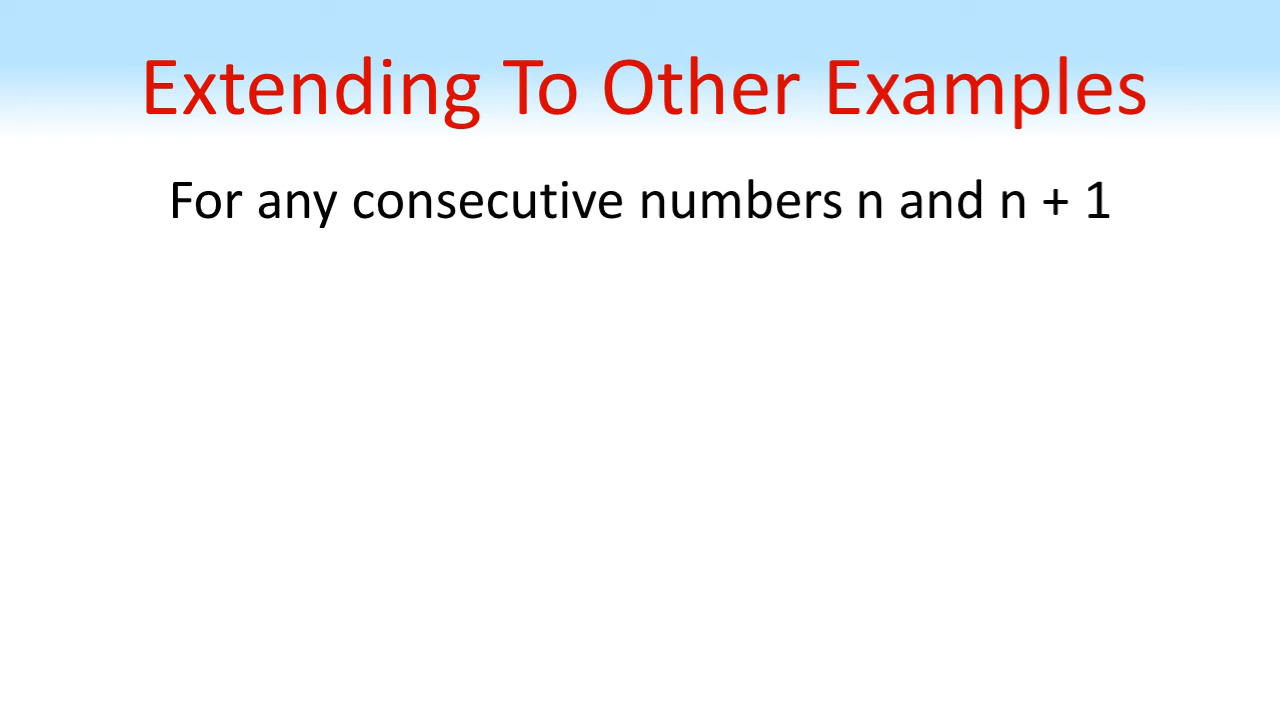 Extending To Other Examples
For any consecutive numbers n and n + 1